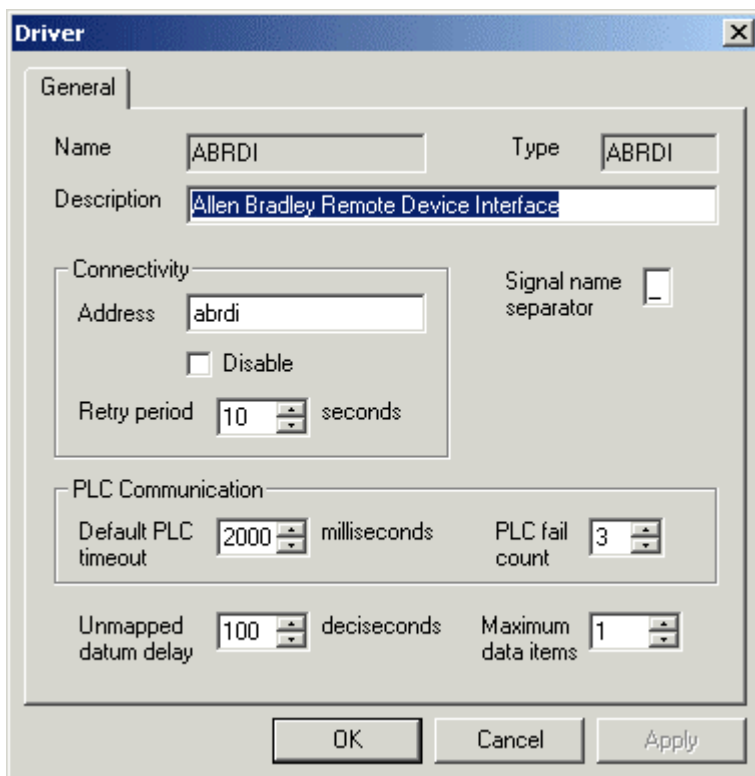 Driver
General
Name ABRDI Type ABRDI
Description Allen Bradley Remote Device Interface
Connectivity
Address abrdi
Disable
Retry period 10 seconds
Signal name
separator _
PLC Communication
Default PLC
timeout 2000 milliseconds
PLC fail
count 3
Unmapped
datum delay 100 deciseconds
Maximum
data items 1
OK Cancel Apply